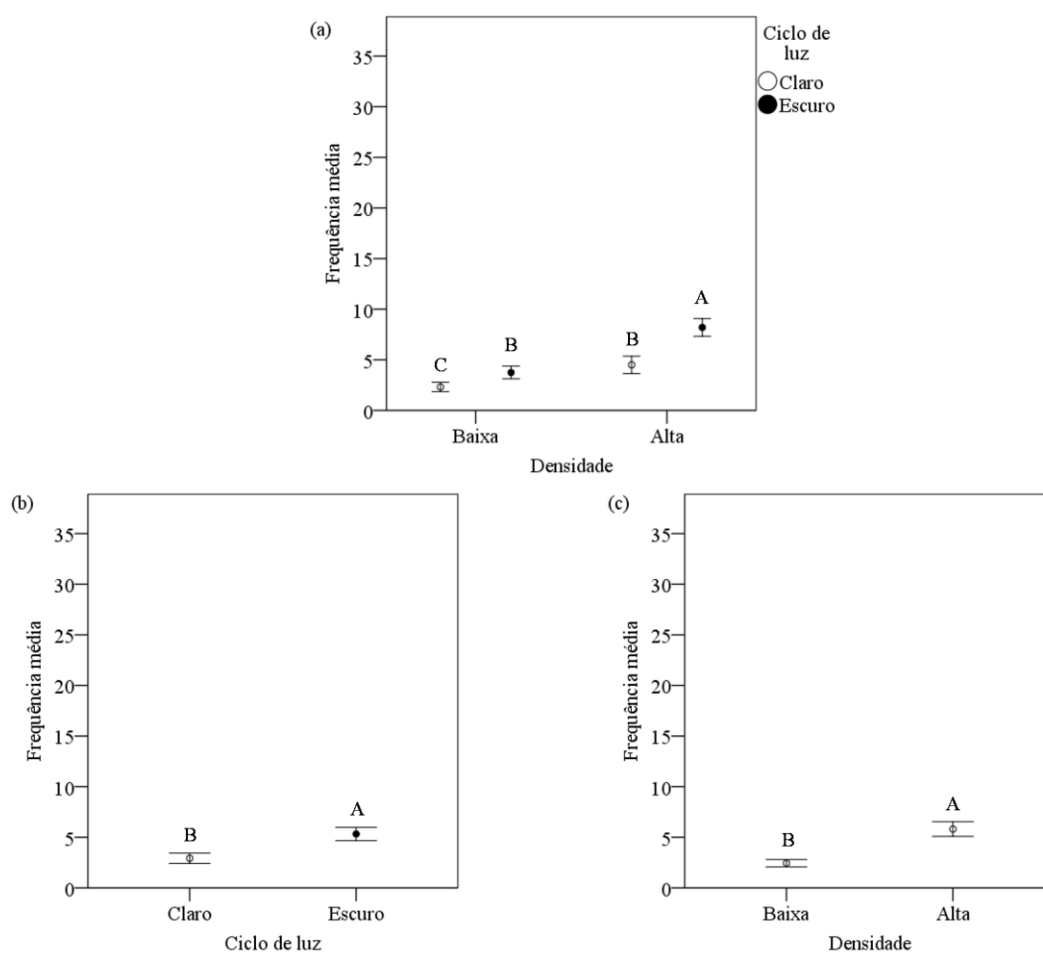 (a)
Ciclo de
luz
Claro
Escuro
Frequência média
35
30
25
20
15
10
5
0
C
B
B
A
Baixa
Alta
Densidade
(b)
Frequência média
35
30
25
20
15
10
5
0
B
A
Claro
Escuro
Ciclo de luz
(c)
Frequência média
35
30
25
20
15
10
5
0
B
A
Baixa
Alta
Densidade